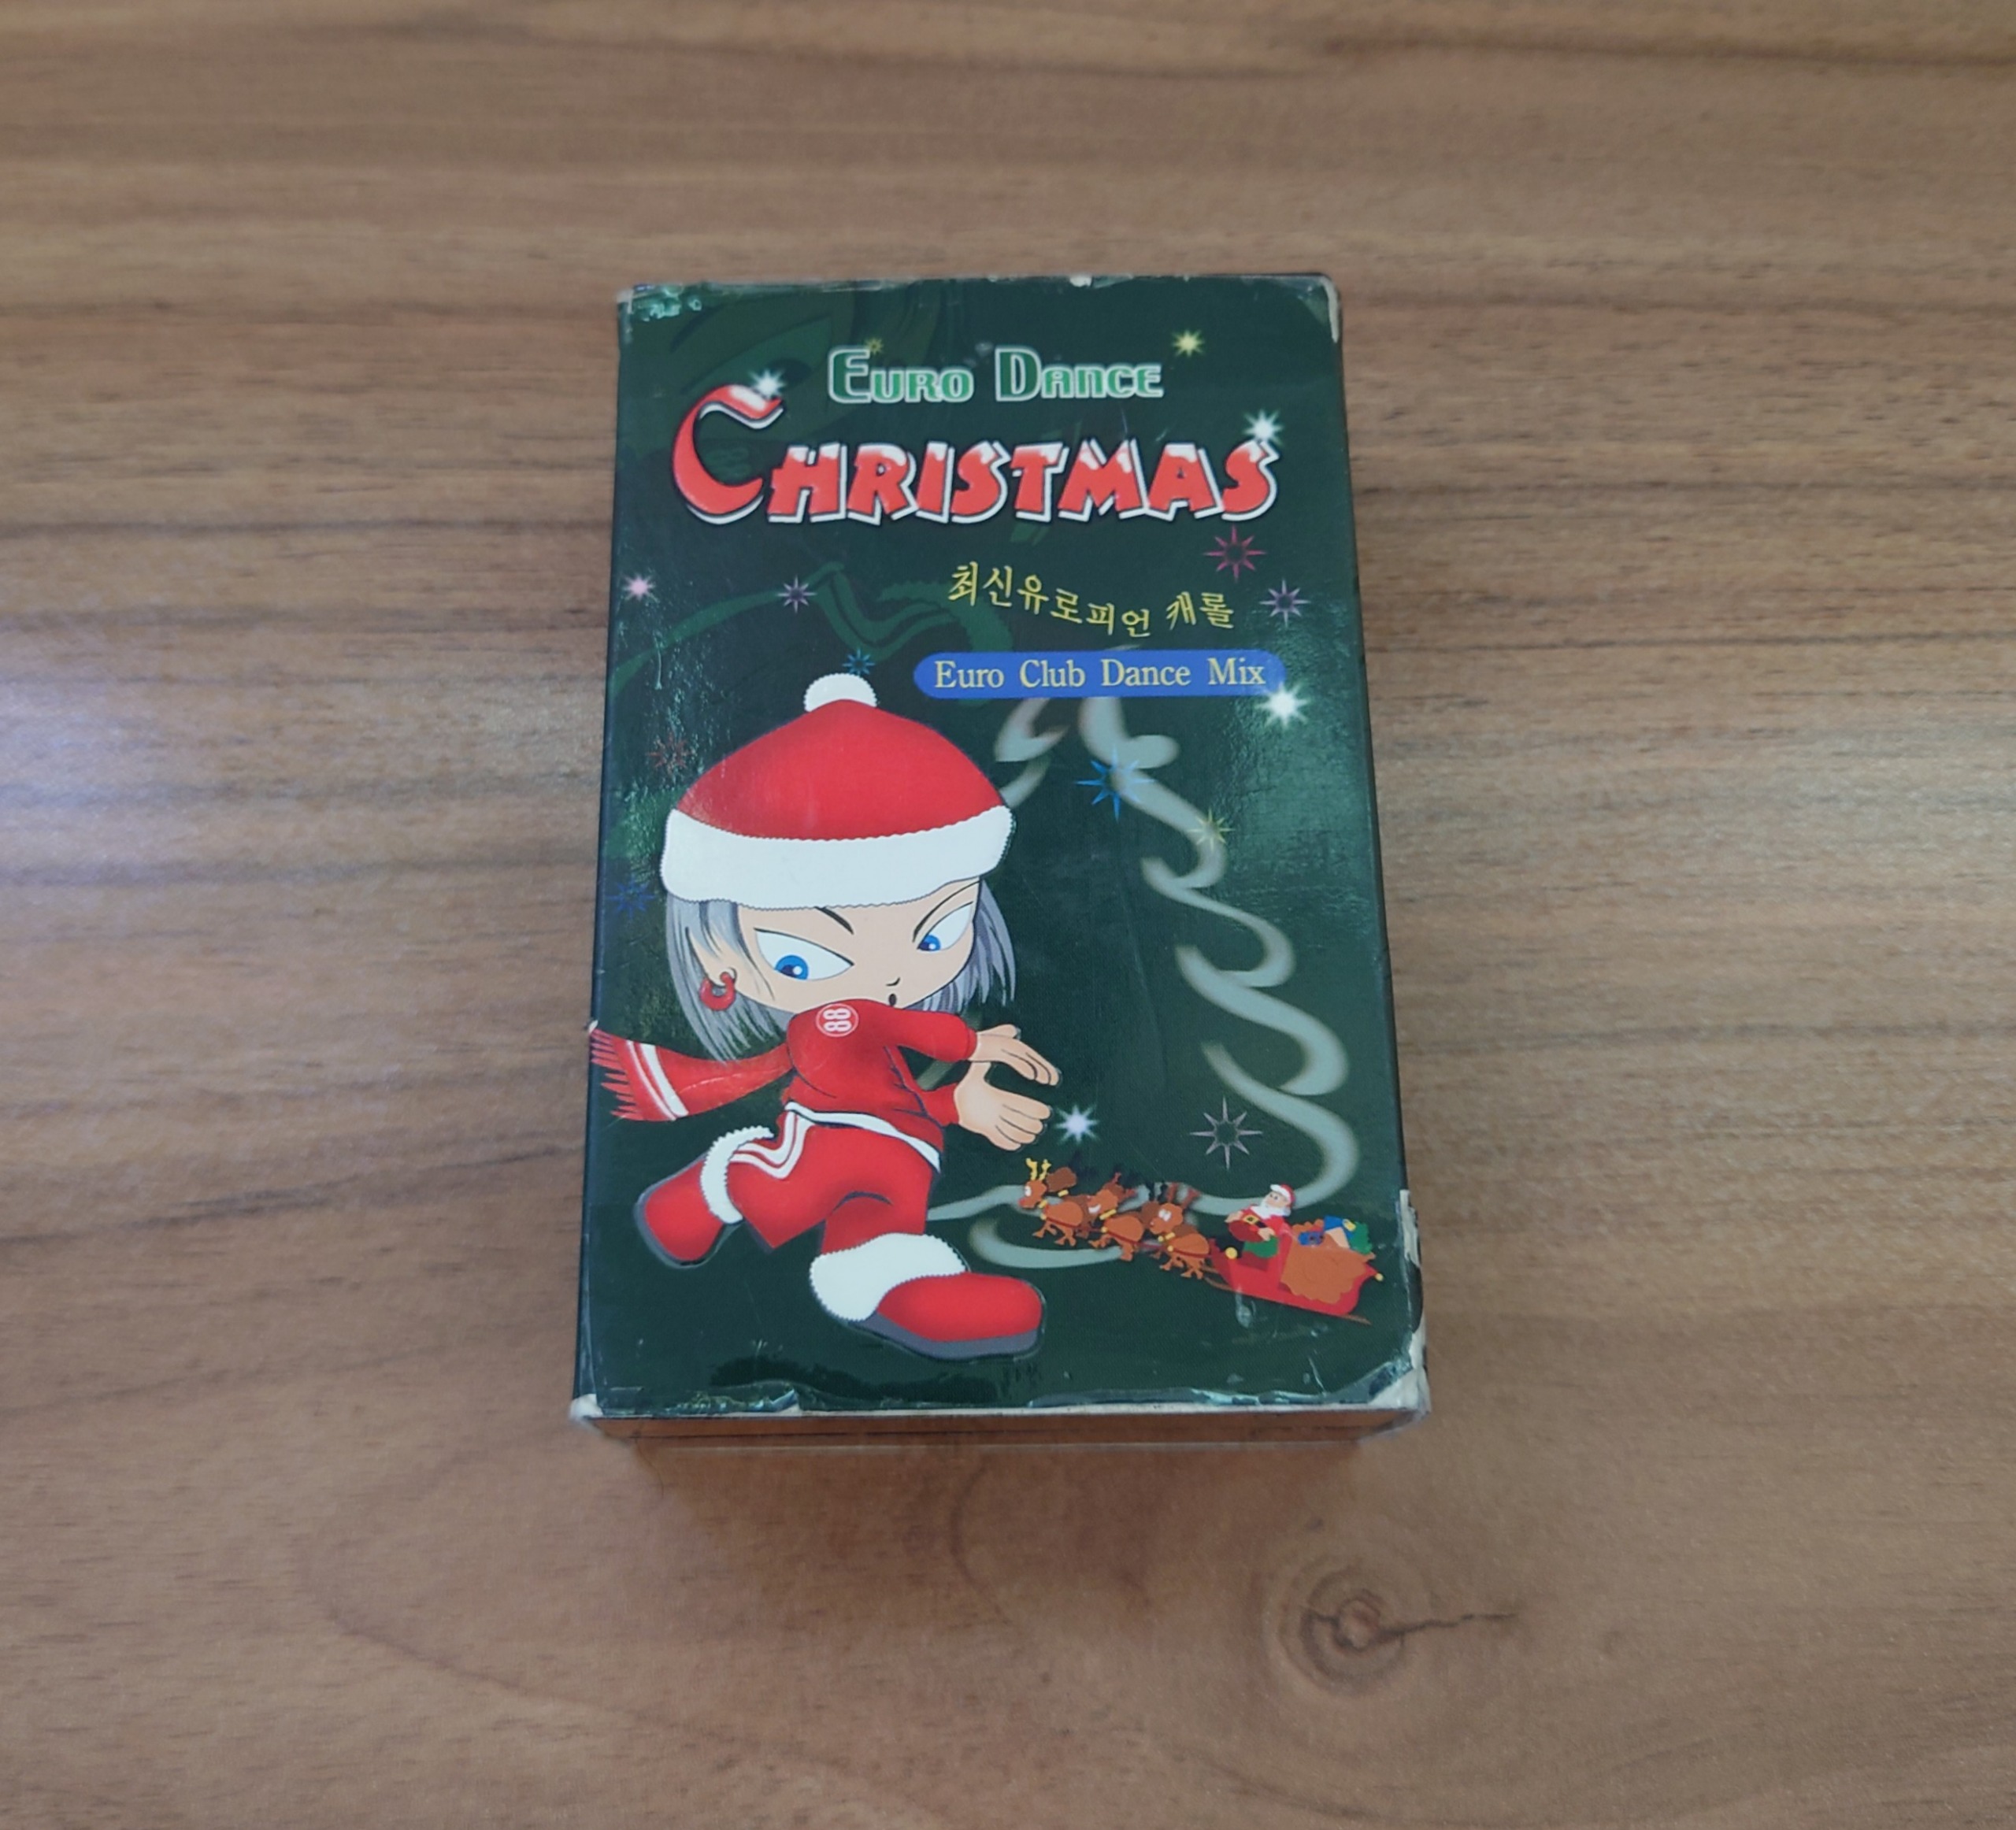 EURO DANCE
CHRISTMAS
최신유로피언 캐롤
Euro Club Dance Mix
88